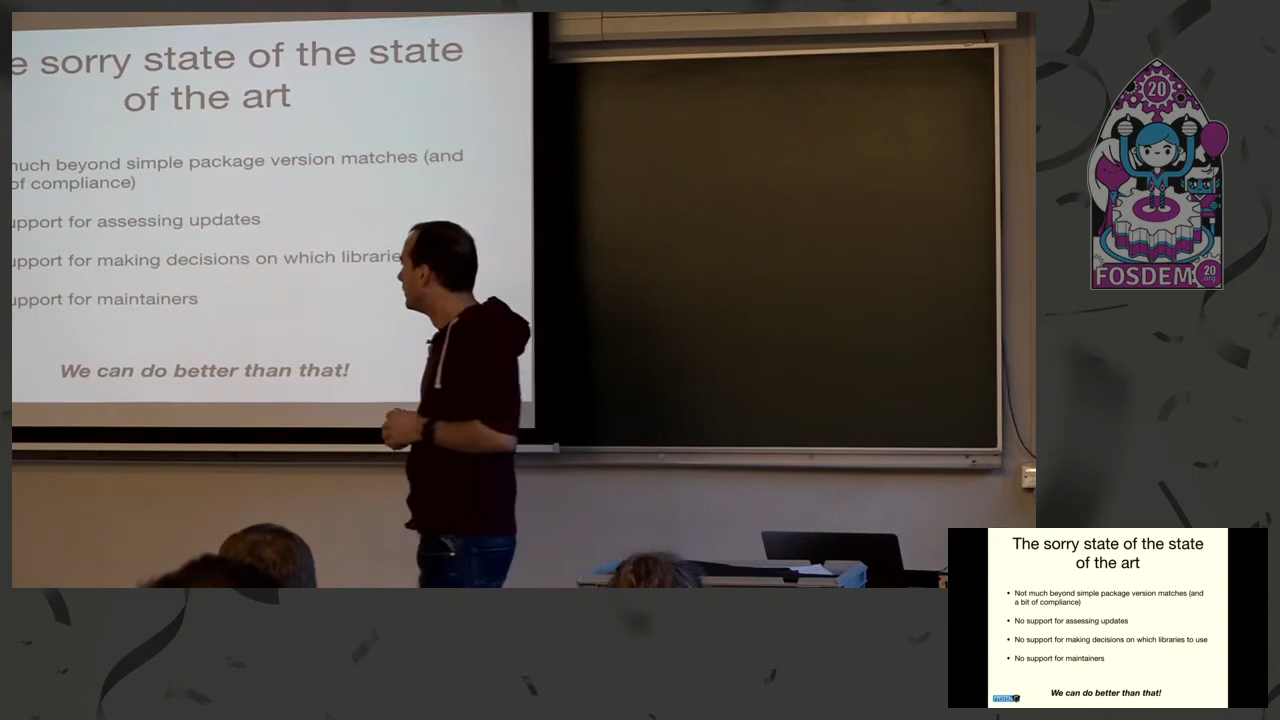 e sorry state of the state
of the art
much beyond simple package version matches (and
of compliance)
upport for assessing updates
upport for making decisions on which librarie
upport for maintainers
We can do better than that!
20
FOSDEM
20
.org
The sorry state of the state
of the art
• Not much beyond simple package version matches (and
a bit of compliance)
• No support for assessing updates
• No support for making decisions on which libraries to use
• No support for maintainers
We can do better than that!